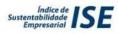 Índice de
Sustentabilidade
Empresarial
ISE